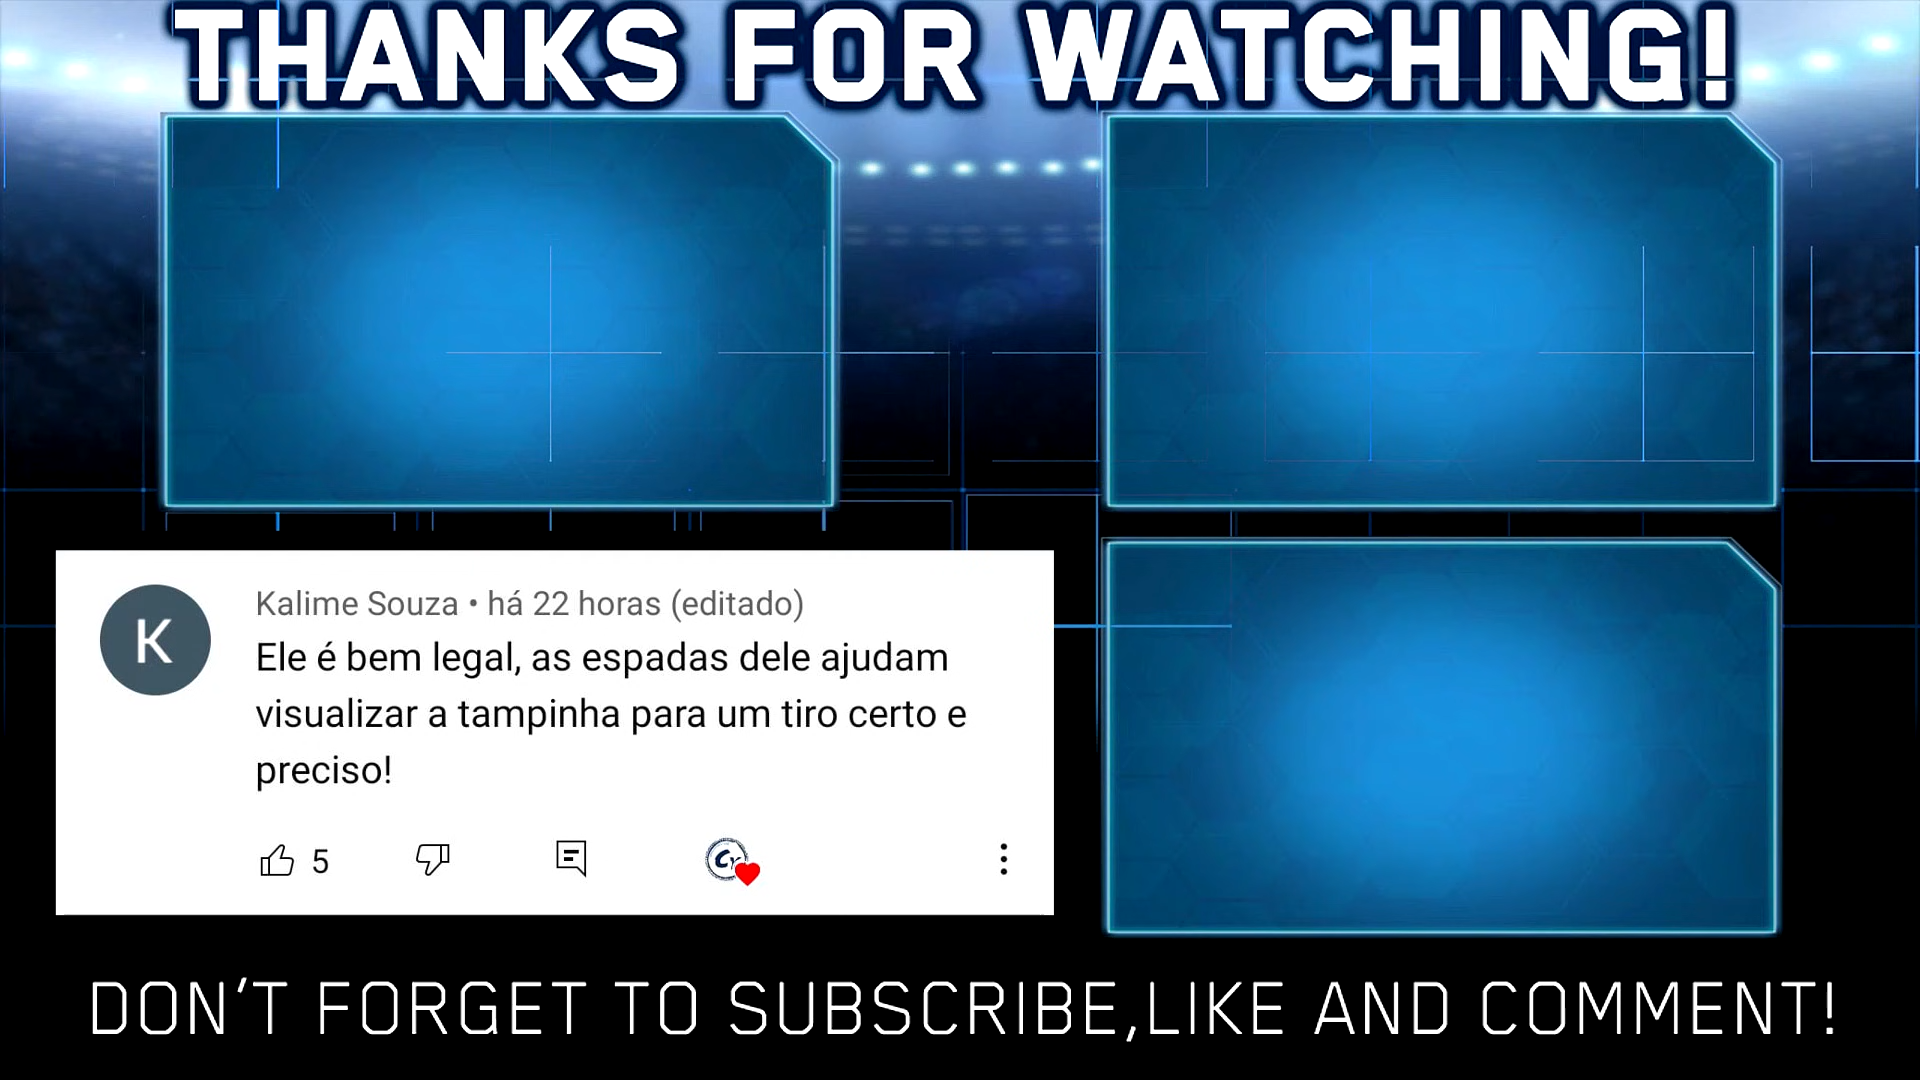 THANKS FOR WATCHING!
Kalime Souza • há 22 horas (editado)
K
Ele é bem legal, as espadas dele ajudam
visualizar a tampinha para um tiro certo e
preciso!
5
DON'T FORGET TO SUBSCRIBE,LIKE AND COMMENT!